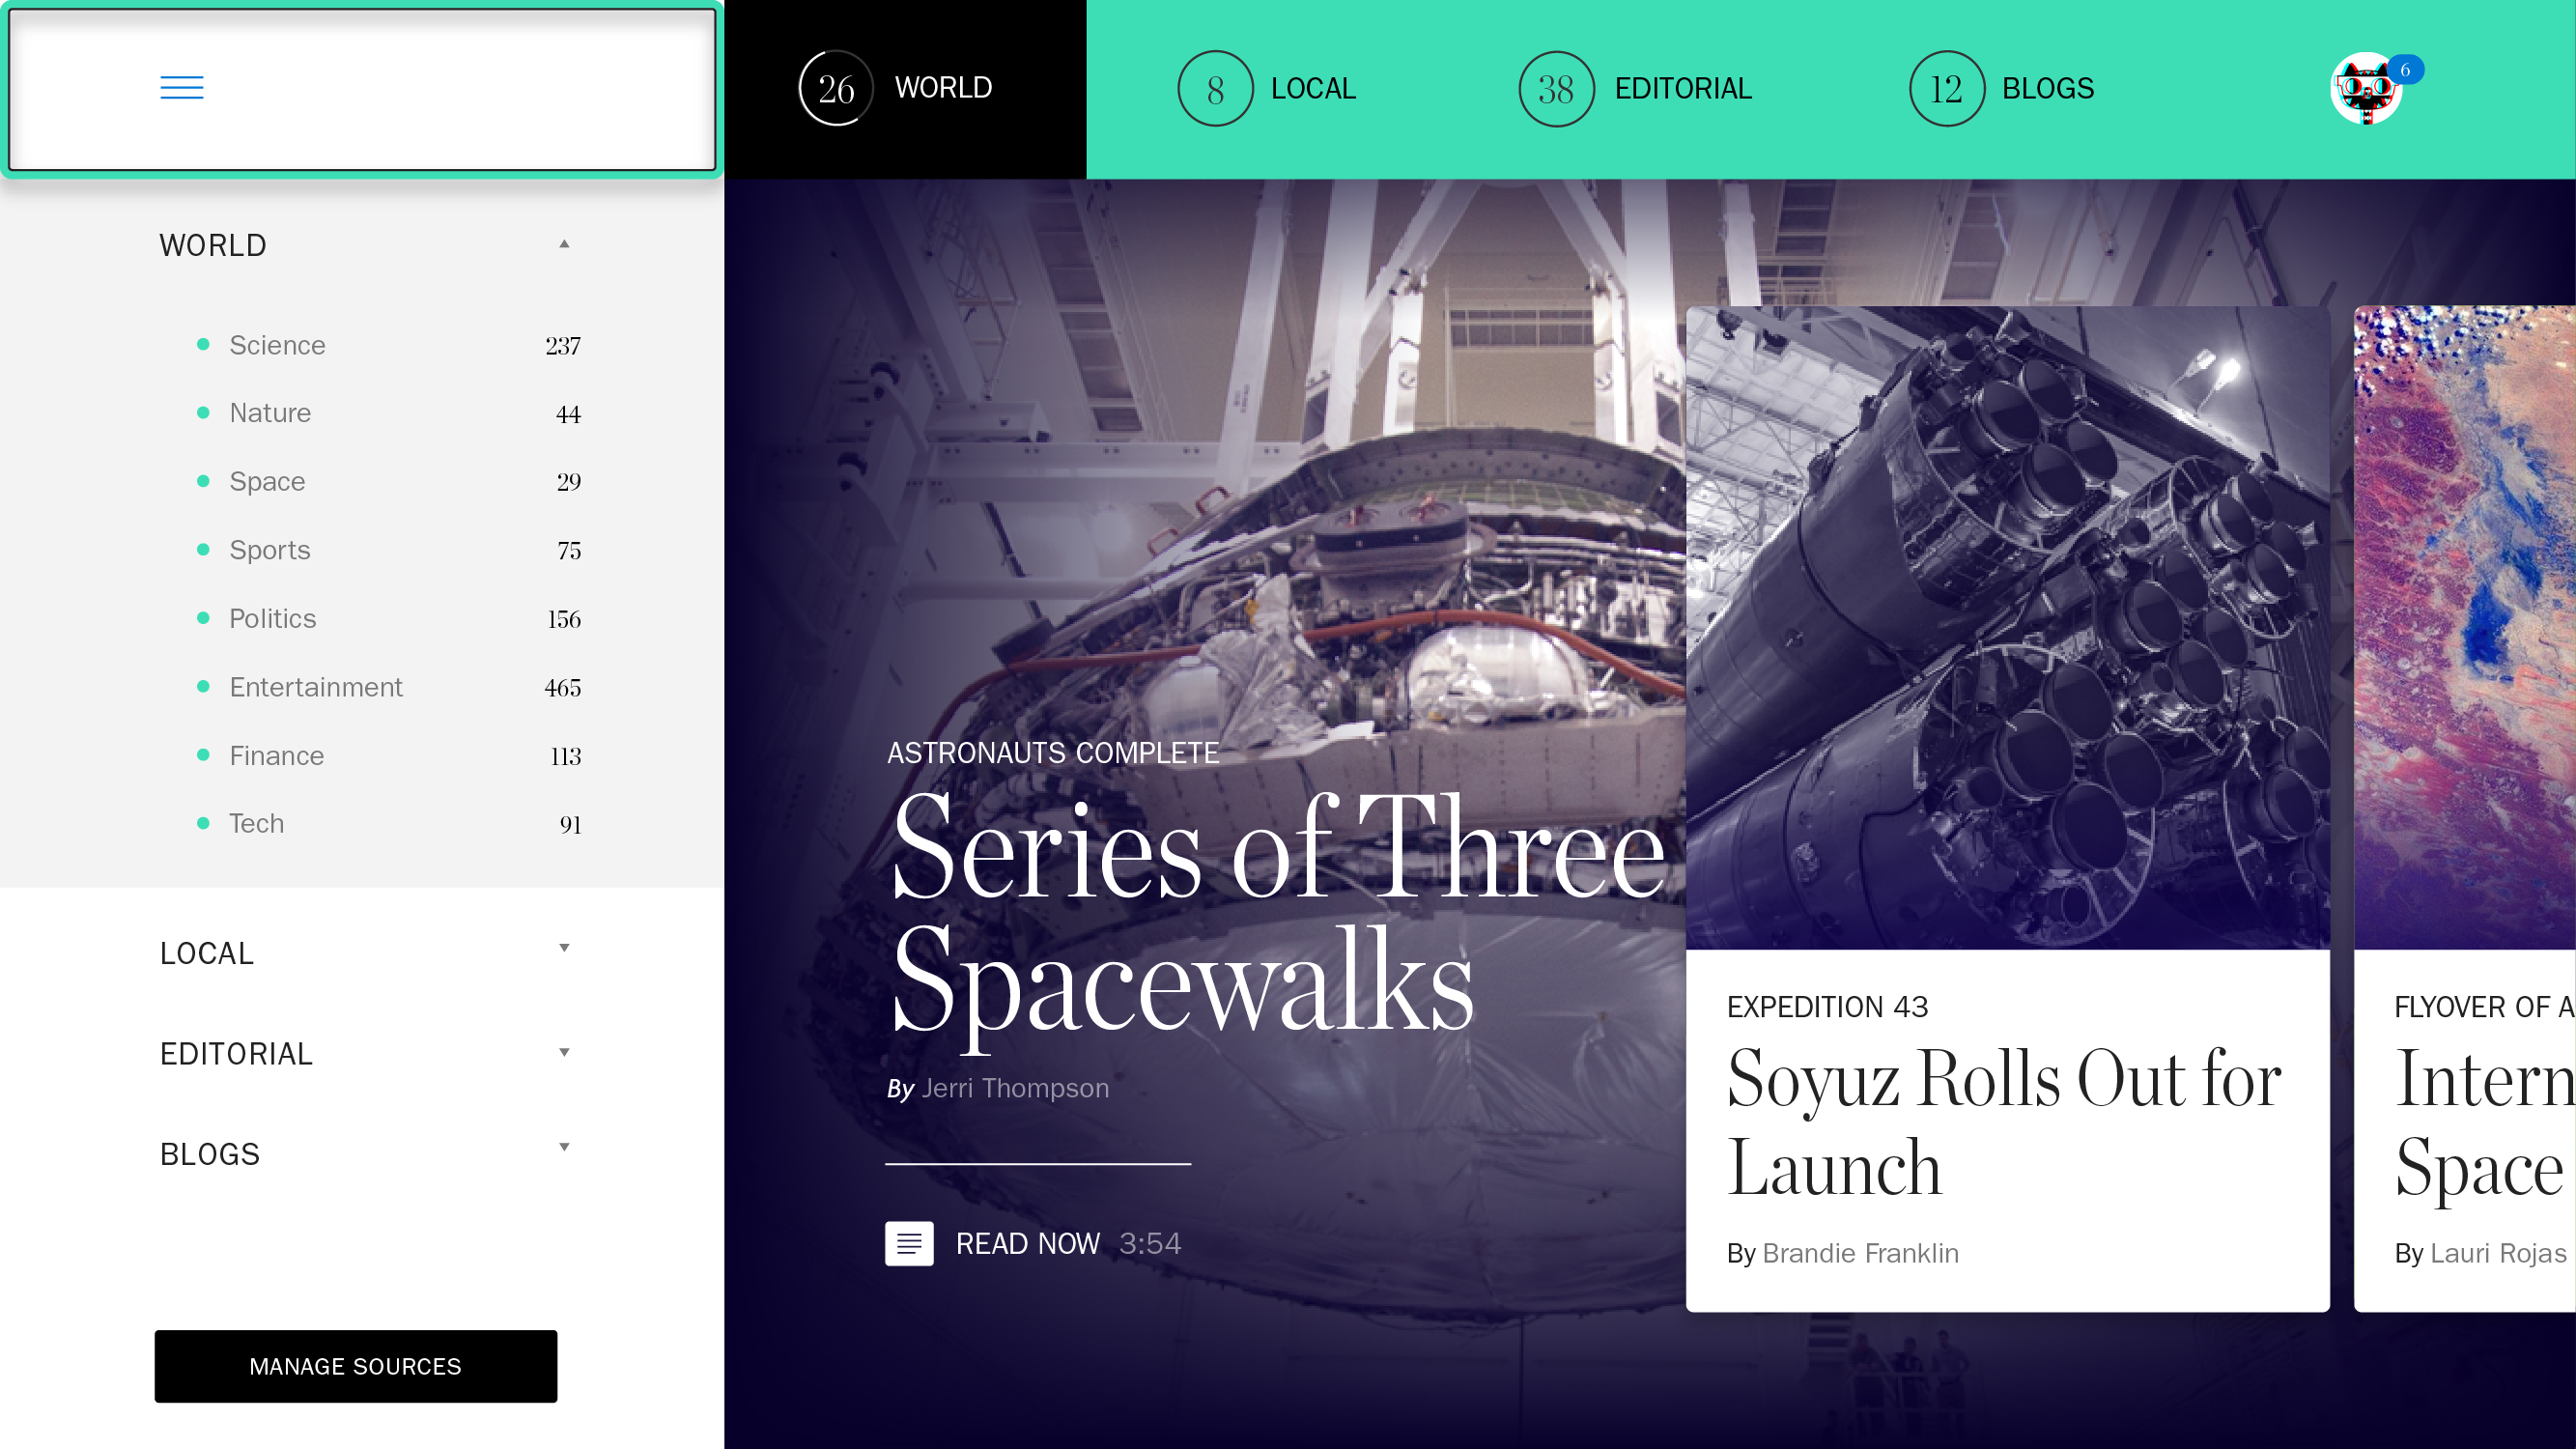 26 WORLD
8 LOCAL
38 EDITORIAL
12 BLOGS
6
WORLD
Science 237
Nature 44
Space 29
Sports 75
Politics 156
Entertainment 465
Finance 113
Tech 91
LOCAL
EDITORIAL
BLOGS
MANAGE SOURCES
ASTRONAUTS COMPLETE
Series of Three
Spacewalks
By Jerri Thompson
READ NOW 3:54
EXPEDITION 43
Soyuz Rolls Out for
Launch
By Brandie Franklin
FLYOVER OF A
Intern
Space
By Lauri Rojas